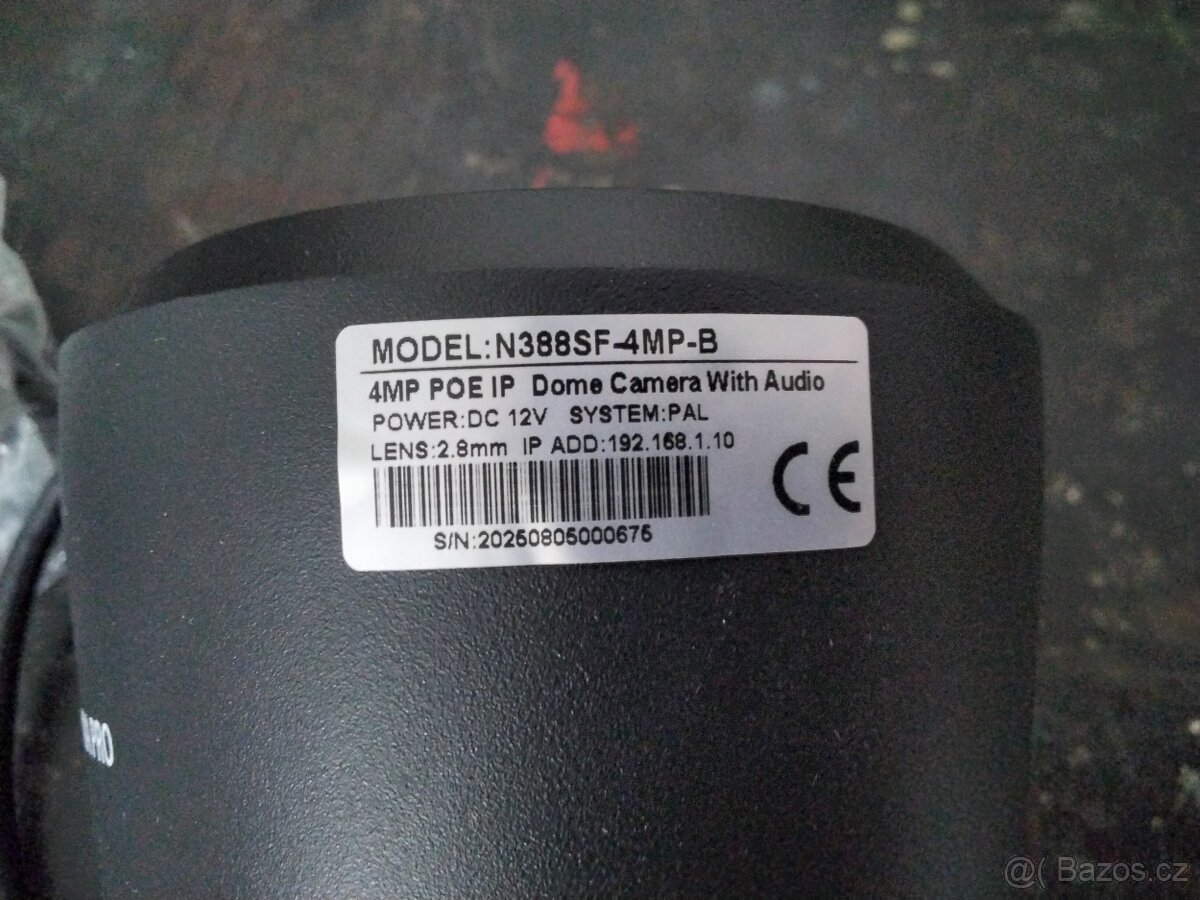 MODEL:N388SF-4MP-B
4MP POE IP Dome Camera With Audio
POWER:DC 12V SYSTEM:PAL
LENS:2.8mm IP ADD:192.168.1.10
CE
S/N:20250805000675
PRO
@( Bazos.cz